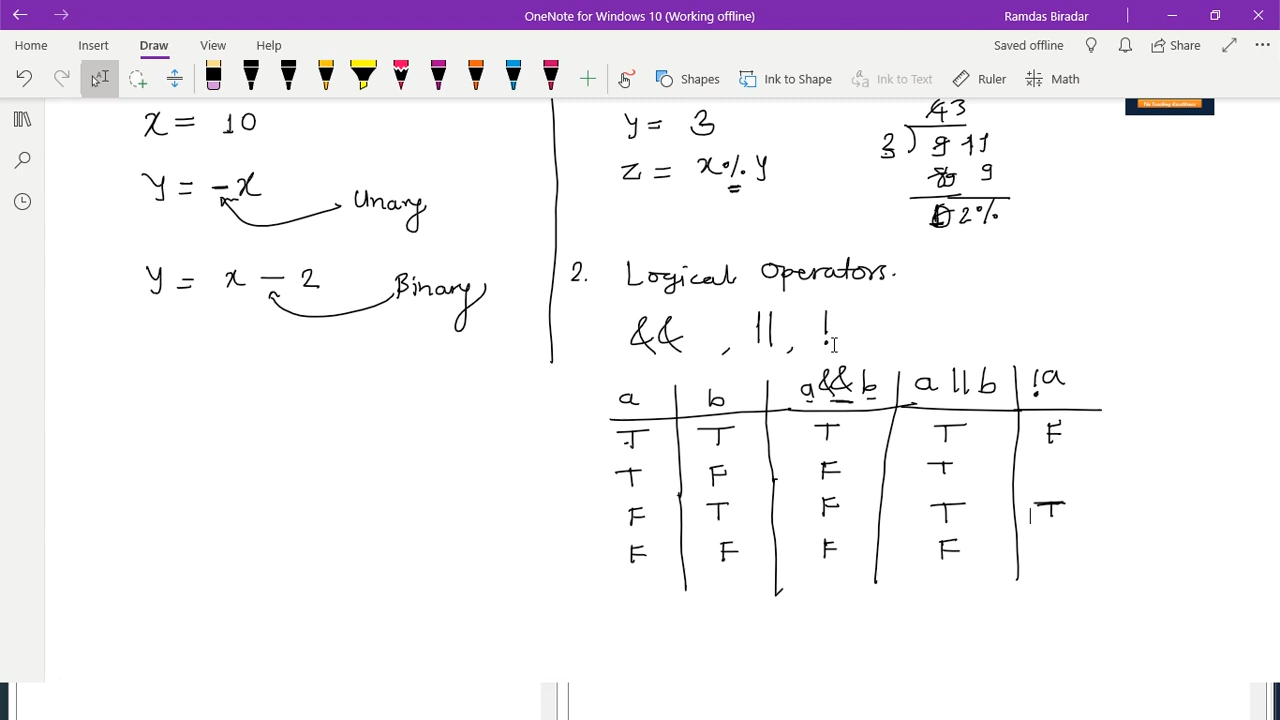 OneNote for Windows 10 (Working offline)
Ramdas Biradar
Home Insert Draw View Help
Saved offline
Share
Shapes
Ink to Shape
Ink to Text
Ruler
Math
x = 10
y = -x
Unary
y = x - 2
Binary
y = 3
z = x % y
43
3 ) 9 11
9
2%
2. Logical Operators.
&& , ||, !
a b a && b a || b !a
T T T T F
T F F T
F T F T T
F F F F